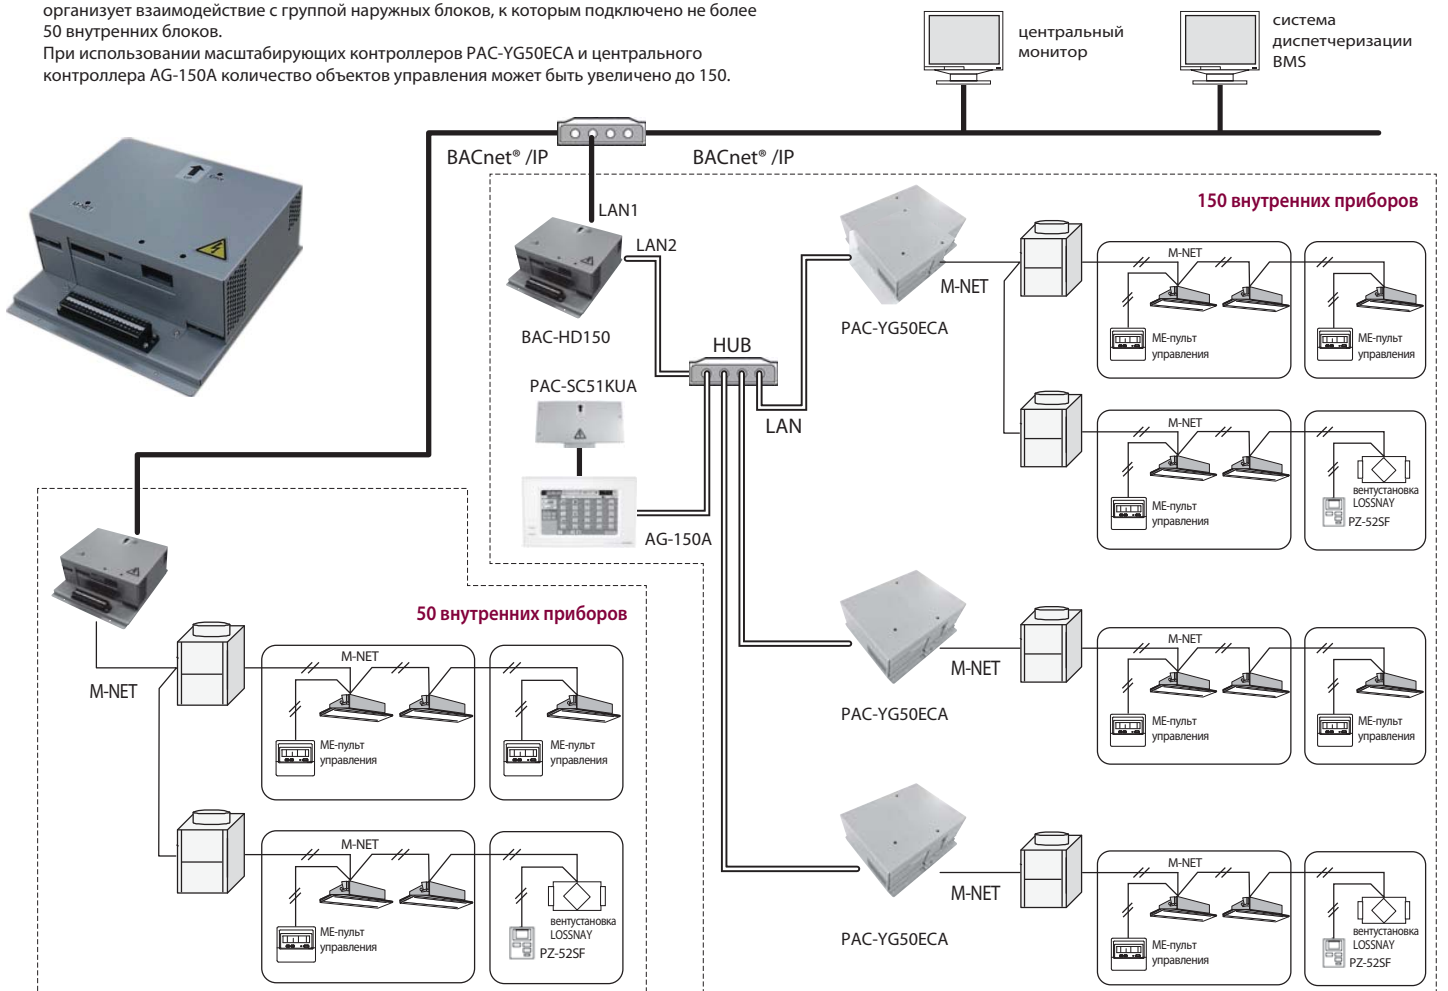 организует взаимодействие с группой наружных блоков, к которым подключено не более
50 внутренних блоков.
При использовании масштабирующих контроллеров PAC-YG50ECA и центрального
контроллера AG-150A количество объектов управления может быть увеличено до 150.
центральный
монитор
система
диспетчеризации
BMS
BACnet® /IP
BACnet® /IP
LAN1
LAN2
BAC-HD150
HUB
PAC-SC51KUA
LAN
AG-150A
150 внутренних приборов
PAC-YG50ECA
M-NET
M-NET
ME-пульт
управления
ME-пульт
управления
M-NET
ME-пульт
управления
вентустановка
LOSSNAY
PZ-52SF
PAC-YG50ECA
M-NET
M-NET
ME-пульт
управления
ME-пульт
управления
PAC-YG50ECA
M-NET
M-NET
ME-пульт
управления
вентустановка
LOSSNAY
PZ-52SF
50 внутренних приборов
M-NET
M-NET
ME-пульт
управления
ME-пульт
управления
M-NET
ME-пульт
управления
вентустановка
LOSSNAY
PZ-52SF